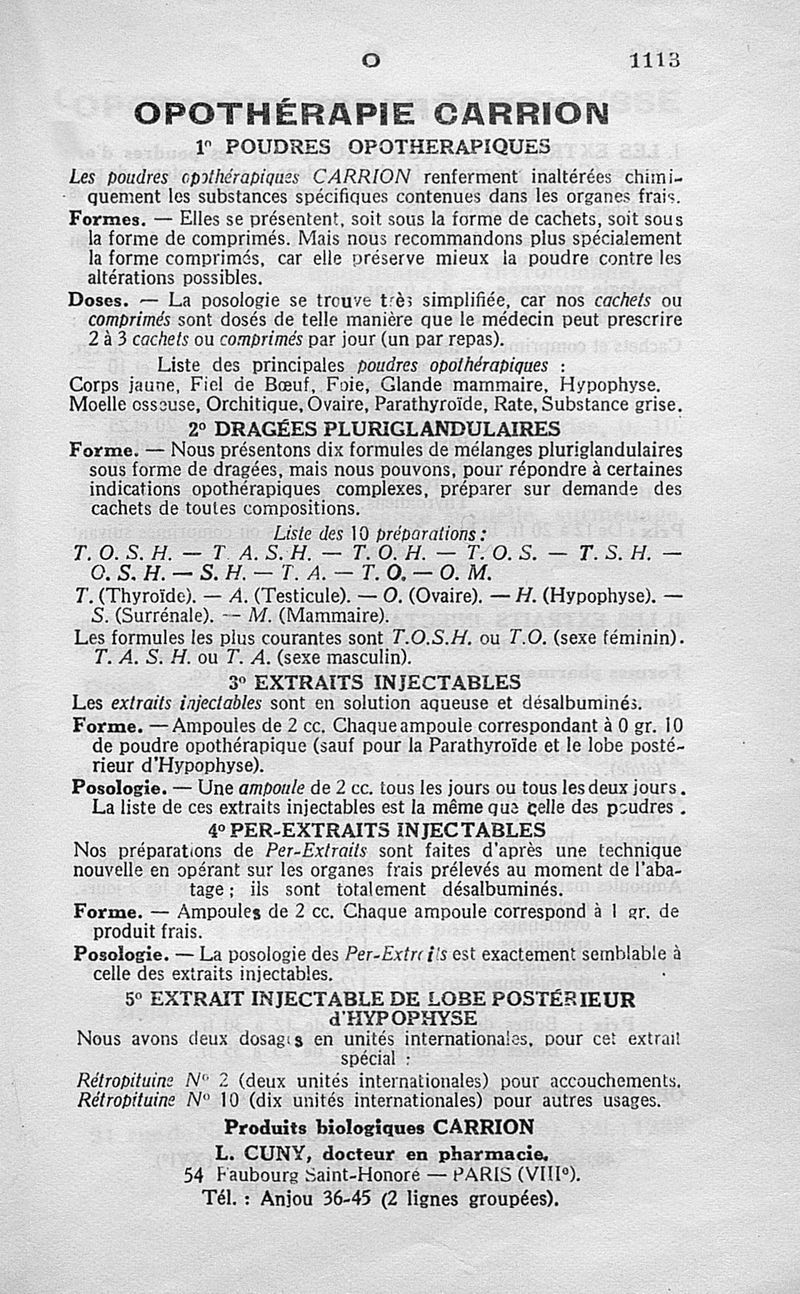 O 1113
OPOTHÉRAPIE CARRION
1º POUDRES OPOTHERAPIQUES
Les poudres opothérapiques CARRION renferment inaltérées chimi-
quement les substances spécifiques contenues dans les organes frais.
Formes. — Elles se présentent, soit sous la forme de cachets, soit sous
la forme de comprimés. Mais nous recommandons plus spécialement
la forme comprimés, car elle préserve mieux la poudre contre les
altérations possibles.
Doses. — La posologie se trouve très simplifiée, car nos cachets ou
comprimés sont dosés de telle manière que le médecin peut prescrire
2 à 3 cachets ou comprimés par jour (un par repas).
Liste des principales poudres opothérapiques :
Corps jaune, Fiel de Bœuf, Foie, Glande mammaire, Hypophyse.
Moelle osseuse, Orchitique, Ovaire, Parathyroïde, Rate, Substance grise.
2º DRAGÉES PLURIGLANDULAIRES
Forme. — Nous présentons dix formules de mélanges pluriglandulaires
sous forme de dragées, mais nous pouvons, pour répondre à certaines
indications opothérapiques complexes, préparer sur demande des
cachets de toutes compositions.
Liste des 10 préparations :
T. O. S. H. — T. A. S. H. — T. O. H. — T. O. S. — T. S. H. —
O. S. H. — S. H. — T. A. — T. O. — O. M.
T. (Thyroïde). — A. (Testicule). — O. (Ovaire). — H. (Hypophyse). —
S. (Surrénale). — M. (Mammaire).
Les formules les plus courantes sont T.O.S.H. ou T.O. (sexe féminin).
T. A. S. H. ou T. A. (sexe masculin).
3º EXTRAITS INJECTABLES
Les extraits injectables sont en solution aqueuse et désalbuminés.
Forme. — Ampoules de 2 cc. Chaque ampoule correspondant à 0 gr. 10
de poudre opothérapique (sauf pour la Parathyroïde et le lobe posté-
rieur d'Hypophyse).
Posologie. — Une ampoule de 2 cc. tous les jours ou tous les deux jours.
La liste de ces extraits injectables est la même que celle des poudres .
4º PER-EXTRAITS INJECTABLES
Nos préparations de Per-Extraits sont faites d'après une technique
nouvelle en opérant sur les organes frais prélevés au moment de l'aba-
tage ; ils sont totalement désalbuminés.
Forme. — Ampoules de 2 cc. Chaque ampoule correspond à 1 gr. de
produit frais.
Posologie. — La posologie des Per-Extraits est exactement semblable à
celle des extraits injectables.
5º EXTRAIT INJECTABLE DE LOBE POSTÉRIEUR
d'HYPOPHYSE
Nous avons deux dosages en unités internationales, pour cet extrait
spécial :
Rétropituine Nº 2 (deux unités internationales) pour accouchements.
Rétropituine Nº 10 (dix unités internationales) pour autres usages.
Produits biologiques CARRION
L. CUNY, docteur en pharmacie.
54 Faubourg Saint-Honoré — PARIS (VIIIº).
Tél. : Anjou 36-45 (2 lignes groupées).